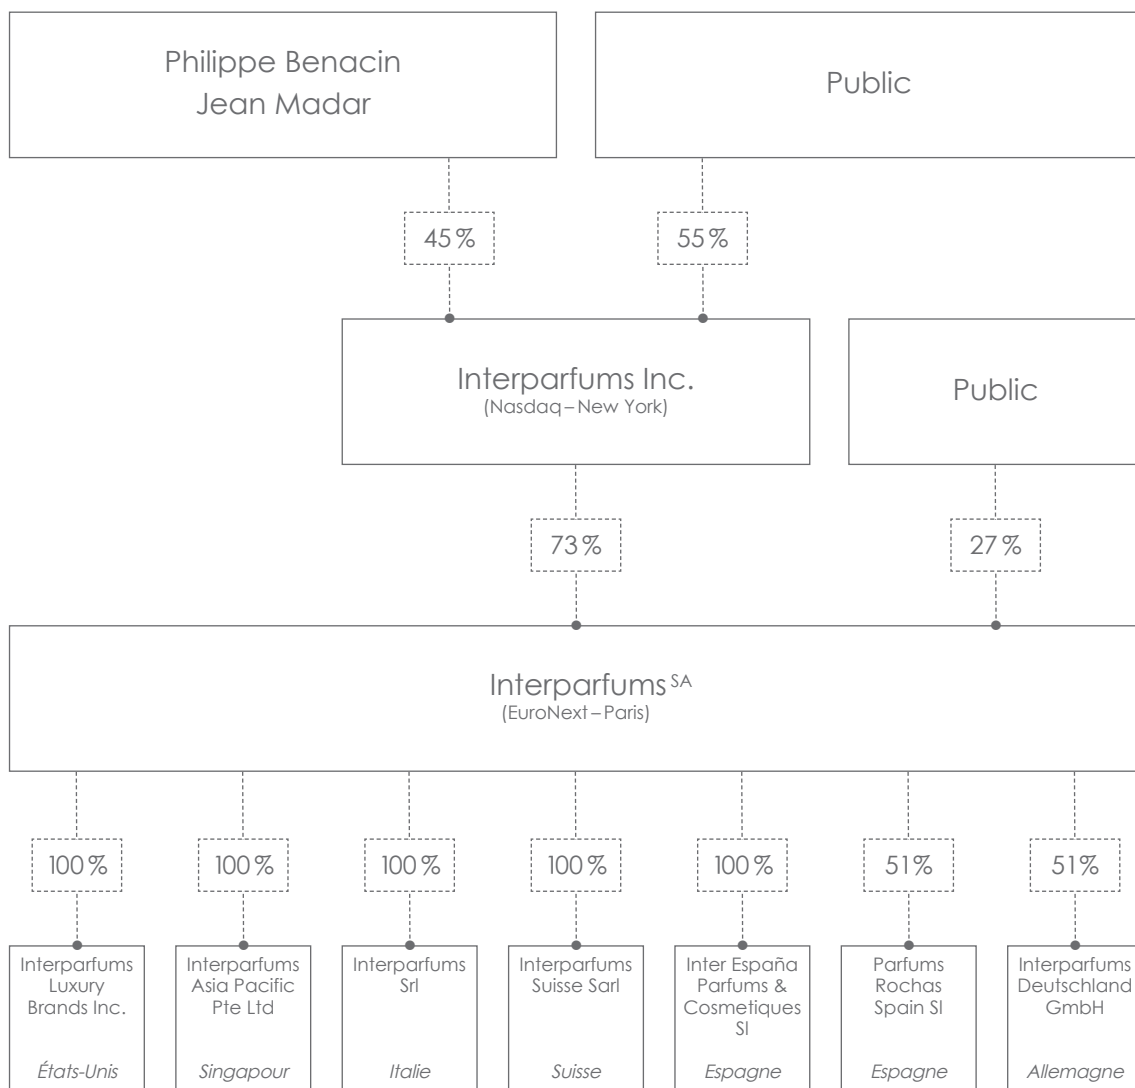 Philippe Benacin
Jean Madar
Public
45 %
55 %
Interparfums Inc.
(Nasdaq – New York)
Public
73 %
27 %
Interparfums SA
(EuroNext – Paris)
100 %
100 %
100 %
100 %
100 %
51 %
51 %
Interparfums
Luxury
Brands Inc.
États-Unis
Interparfums
Asia Pacific
Pte Ltd
Singapour
Interparfums
Srl
Italie
Interparfums
Suisse Sarl
Suisse
Inter España
Parfums &
Cosmetiques
Sl
Espagne
Parfums
Rochas
Spain Sl
Espagne
Interparfums
Deutschland
GmbH
Allemagne